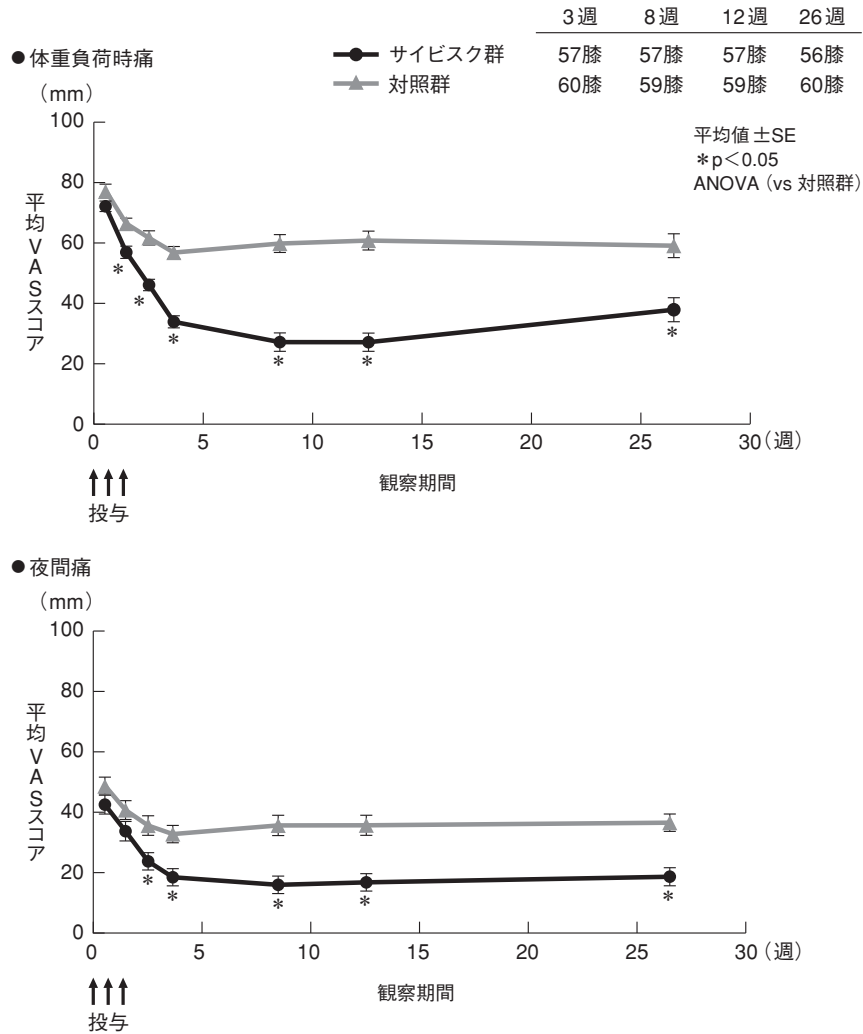 3週 8週 12週 26週
サイビスク群 57膝 57膝 57膝 56膝
対照群 60膝 59膝 59膝 60膝
●体重負荷時痛
（mm）
平均値±SE
＊p＜0.05
ANOVA（vs 対照群）
100
80
60
40
20
0
平均VASスコア
＊ ＊ ＊ ＊ ＊ ＊
0 5 10 15 20 25 30（週）
投与
観察期間
●夜間痛
（mm）
100
80
60
40
20
0
平均VASスコア
＊ ＊ ＊ ＊ ＊
0 5 10 15 20 25 30（週）
投与
観察期間